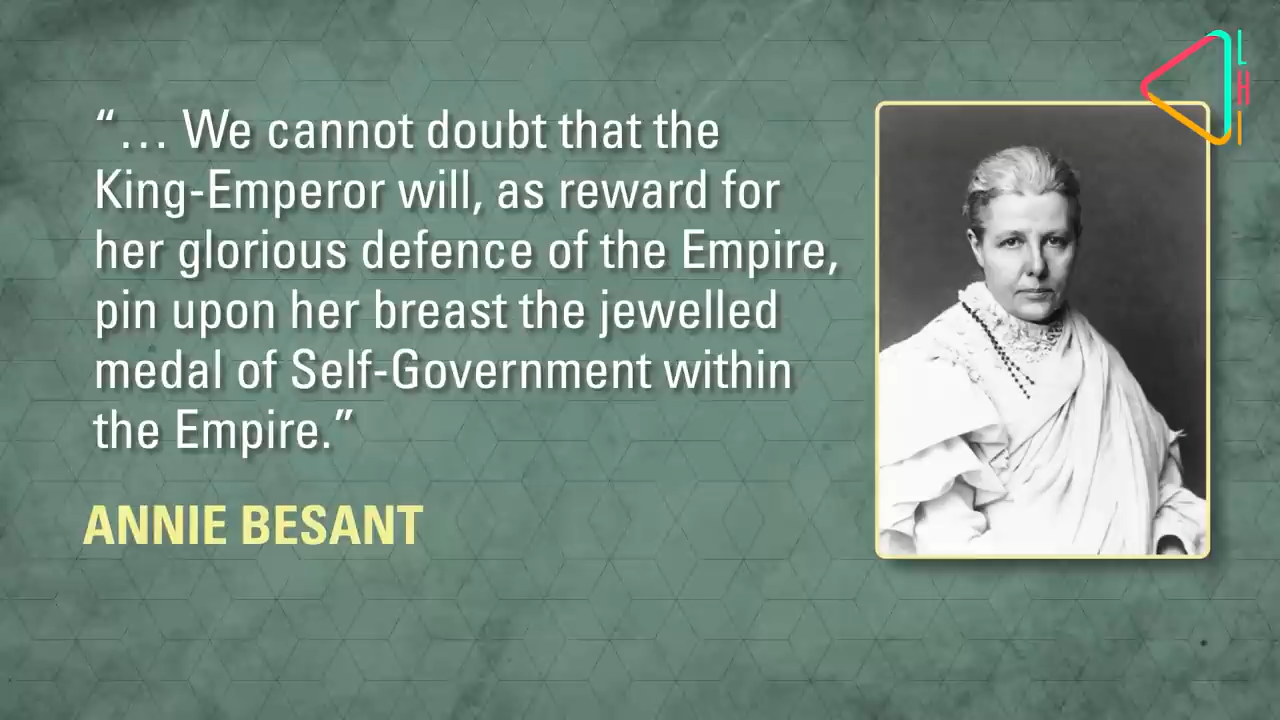 “... We cannot doubt that the
King-Emperor will, as reward for
her glorious defence of the Empire,
pin upon her breast the jewelled
medal of Self-Government within
the Empire.”
ANNIE BESANT
LHI